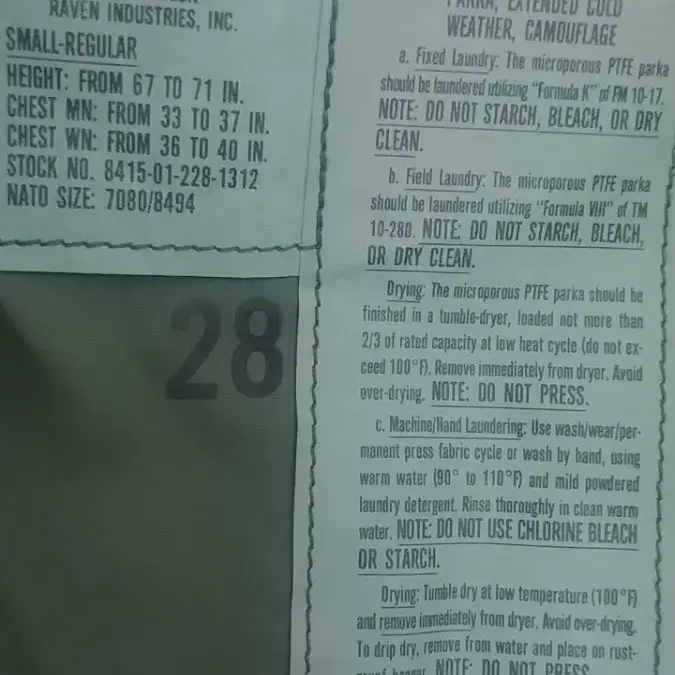 RAVEN INDUSTRIES, INC.
SMALL-REGULAR
HEIGHT: FROM 67 TO 71 IN.
CHEST MN: FROM 33 TO 37 IN.
CHEST WN: FROM 36 TO 40 IN.
STOCK NO. 8415-01-228-1312
NATO SIZE: 7080/8494
28
PARKA, EXTENDED COLD
WEATHER, CAMOUFLAGE
a. Fixed Laundry: The microporous PTFE parka
should be laundered utilizing "Formula K" of FM 10-17.
NOTE: DO NOT STARCH, BLEACH, OR DRY
CLEAN.
b. Field Laundry: The microporous PTFE parka
should be laundered utilizing "Formula VIII" of TM
10-280. NOTE: DO NOT STARCH, BLEACH,
OR DRY CLEAN.
Drying: The microporous PTFE parka should be
finished in a tumble-dryer, loaded not more than
2/3 of rated capacity at low heat cycle (do not ex-
ceed 100°F). Remove immediately from dryer. Avoid
over-drying. NOTE: DO NOT PRESS.
c. Machine/Hand Laundering: Use wash/wear/per-
manent press fabric cycle or wash by hand, using
warm water (90° to 110°F) and mild powdered
laundry detergent. Rinse thoroughly in clean warm
water. NOTE: DO NOT USE CHLORINE BLEACH
OR STARCH.
Drying: Tumble dry at low temperature (100°F)
and remove immediately from dryer. Avoid over-drying.
To drip dry, remove from water and place on rust-
proof hanger. NOTE: DO NOT PRESS.